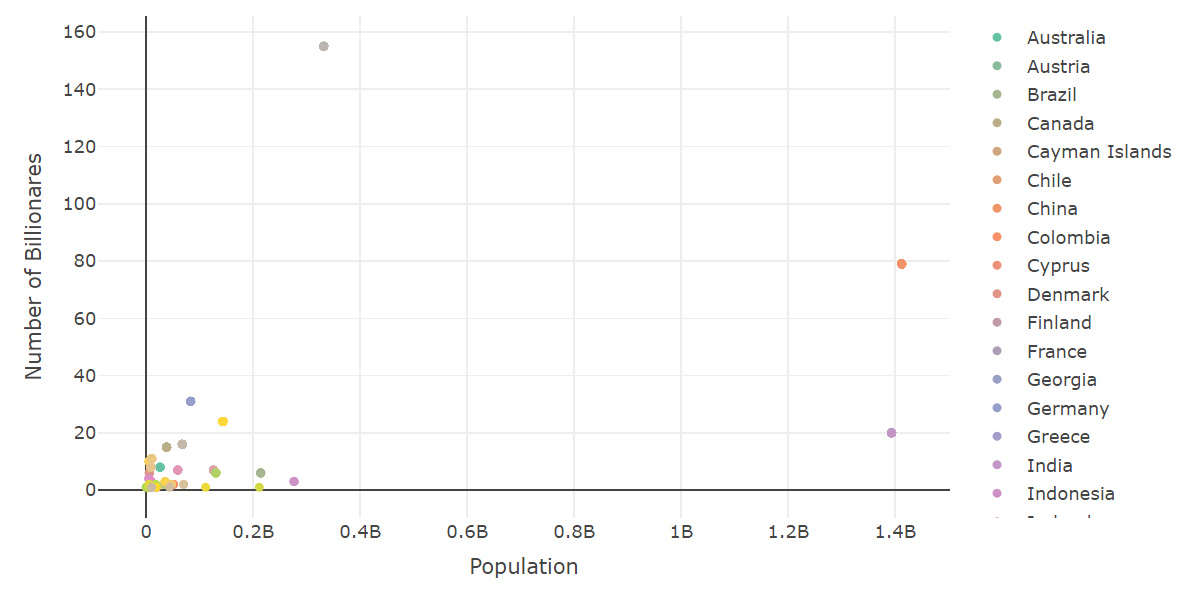 160
140
120
100
80
60
40
20
0
Number of Billionares
0
0.2B
0.4B
0.6B
0.8B
1B
1.2B
1.4B
Population
Australia
Austria
Brazil
Canada
Cayman Islands
Chile
China
Colombia
Cyprus
Denmark
Finland
France
Georgia
Germany
Greece
India
Indonesia